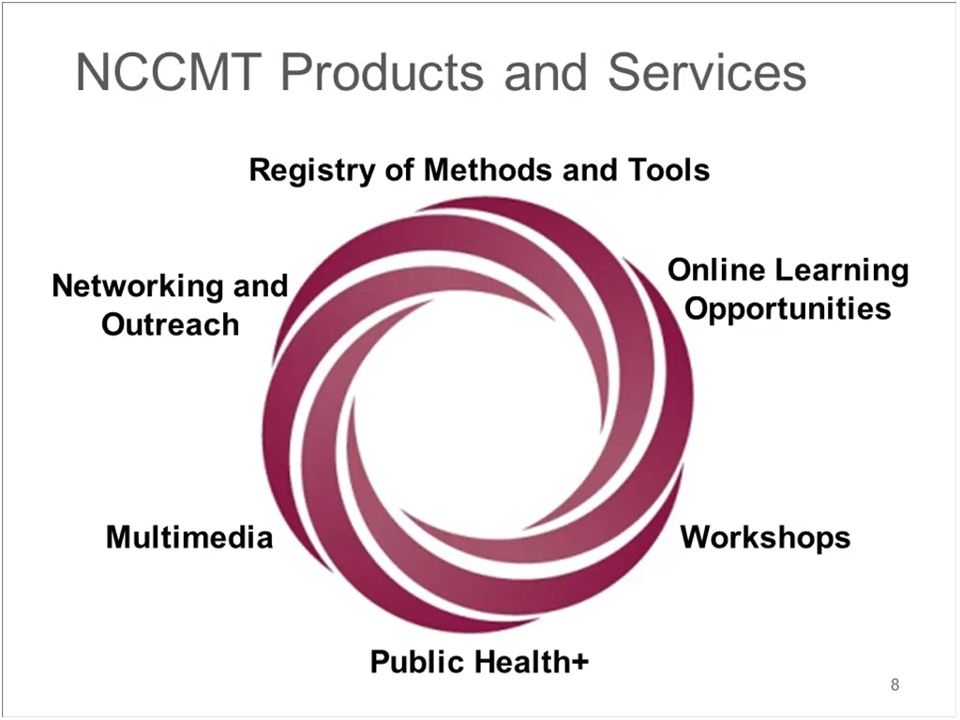 NCCMT Products and Services
Registry of Methods and Tools
Online Learning
Opportunities
Networking and
Outreach
Multimedia
Workshops
Public Health+
8